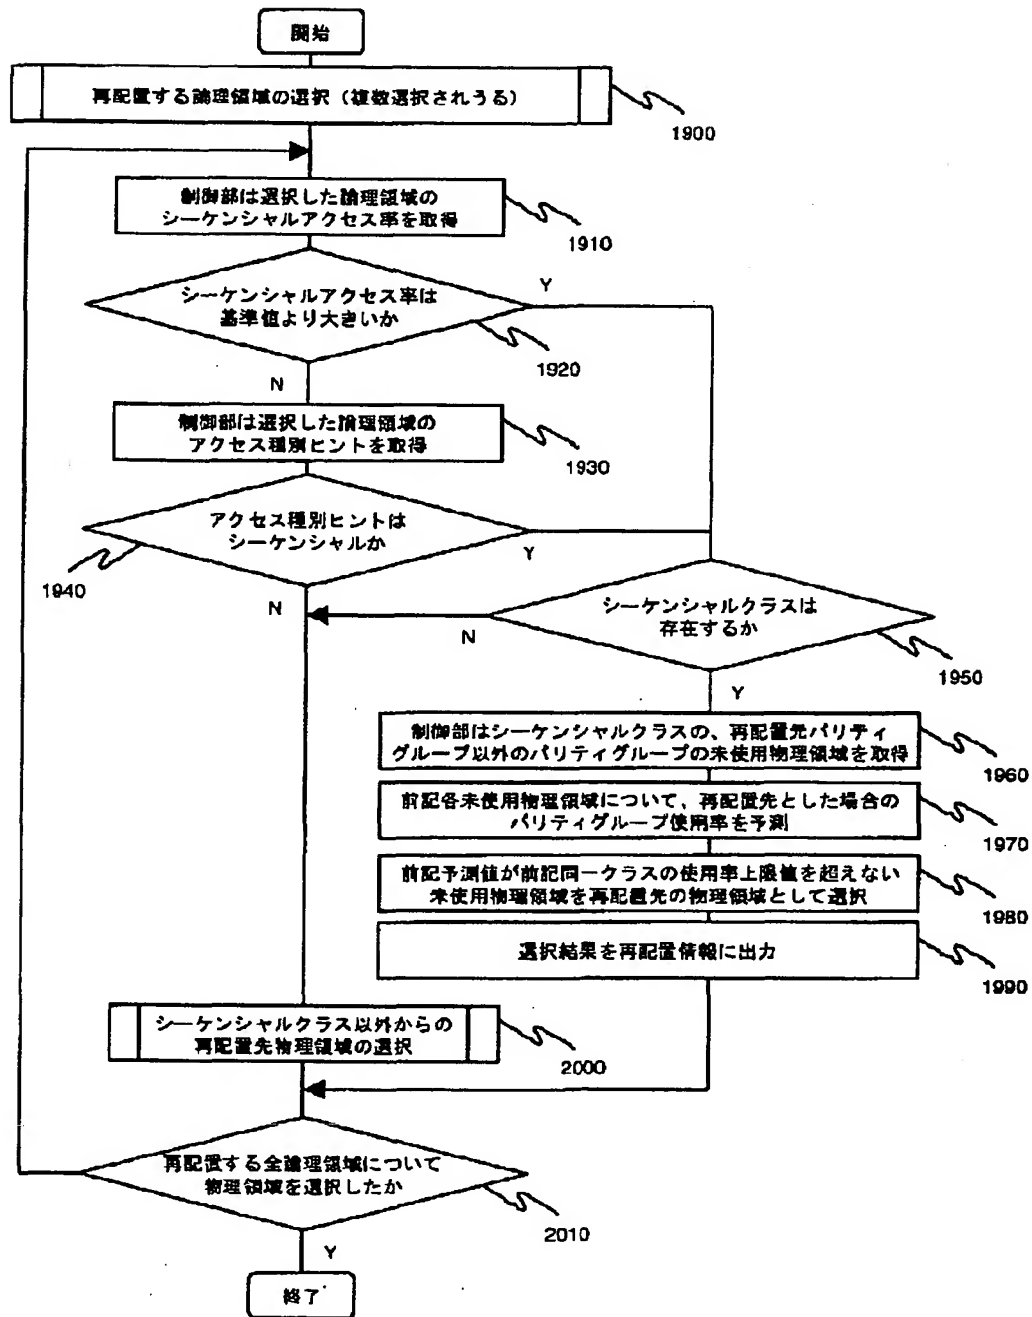 開始
再配置する論理領域の選択（複数選択されうる）
1900
制御部は選択した論理領域の
シーケンシャルアクセス率を取得
1910
シーケンシャルアクセス率は
基準値より大きいか
Y
1920
N
制御部は選択した論理領域の
アクセス種別ヒントを取得
1930
アクセス種別ヒントは
シーケンシャルか
Y
1940
N
シーケンシャルクラスは
存在するか
N
1950
Y
制御部はシーケンシャルクラスの、再配置元パリティ
グループ以外のパリティグループの未使用物理領域を取得
1960
前記各未使用物理領域について、再配置先とした場合の
パリティグループ使用率を予測
1970
前記予測値が前記同一クラスの使用率上限値を超えない
未使用物理領域を再配置先の物理領域として選択
1980
選択結果を再配置情報に出力
1990
シーケンシャルクラス以外からの
再配置先物理領域の選択
2000
再配置する全論理領域について
物理領域を選択したか
2010
Y
終了